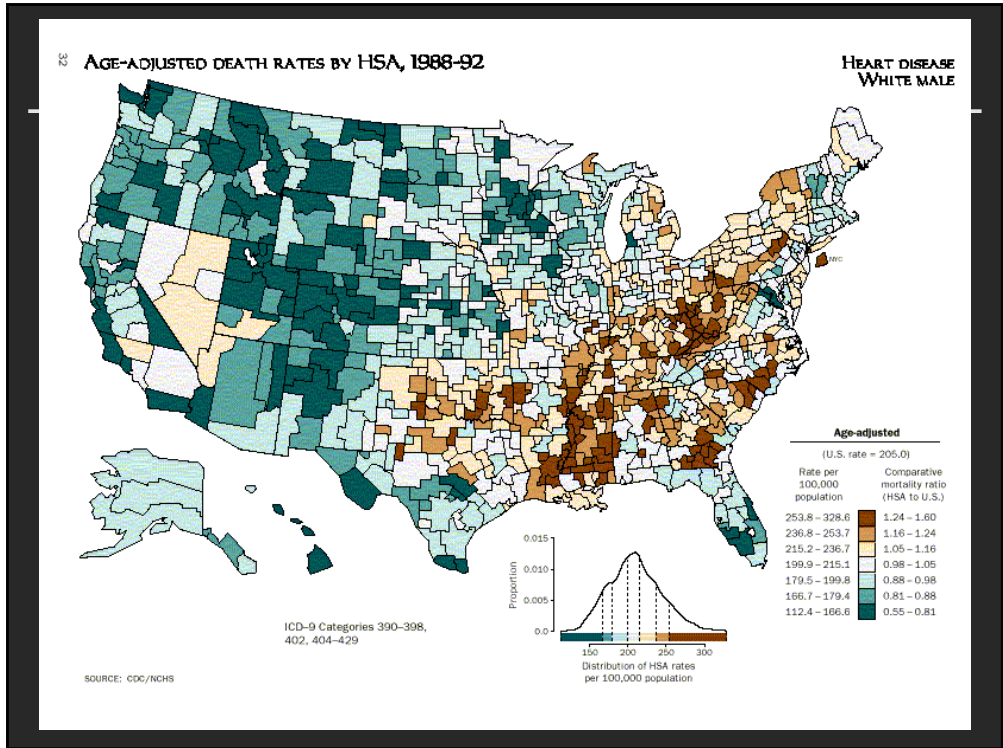 32
AGE-ADJUSTED DEATH RATES BY HSA, 1988-92
HEART DISEASE
WHITE MALE
NYC
Age-adjusted
(U.S. rate = 205.0)
Rate per
100,000
population
Comparative
mortality ratio
(HSA to U.S.)
253.8 – 328.6 1.24 – 1.60
236.8 – 253.7 1.16 – 1.24
215.2 – 236.7 1.05 – 1.16
199.9 – 215.1 0.98 – 1.05
179.5 – 199.8 0.88 – 0.98
166.7 – 179.4 0.81 – 0.88
112.4 – 166.6 0.55 – 0.81
0.015
0.010
0.005
0.0
Proportion
150 200 250 300
Distribution of HSA rates
per 100,000 population
ICD–9 Categories 390–398,
402, 404–429
SOURCE: CDC/NCHS